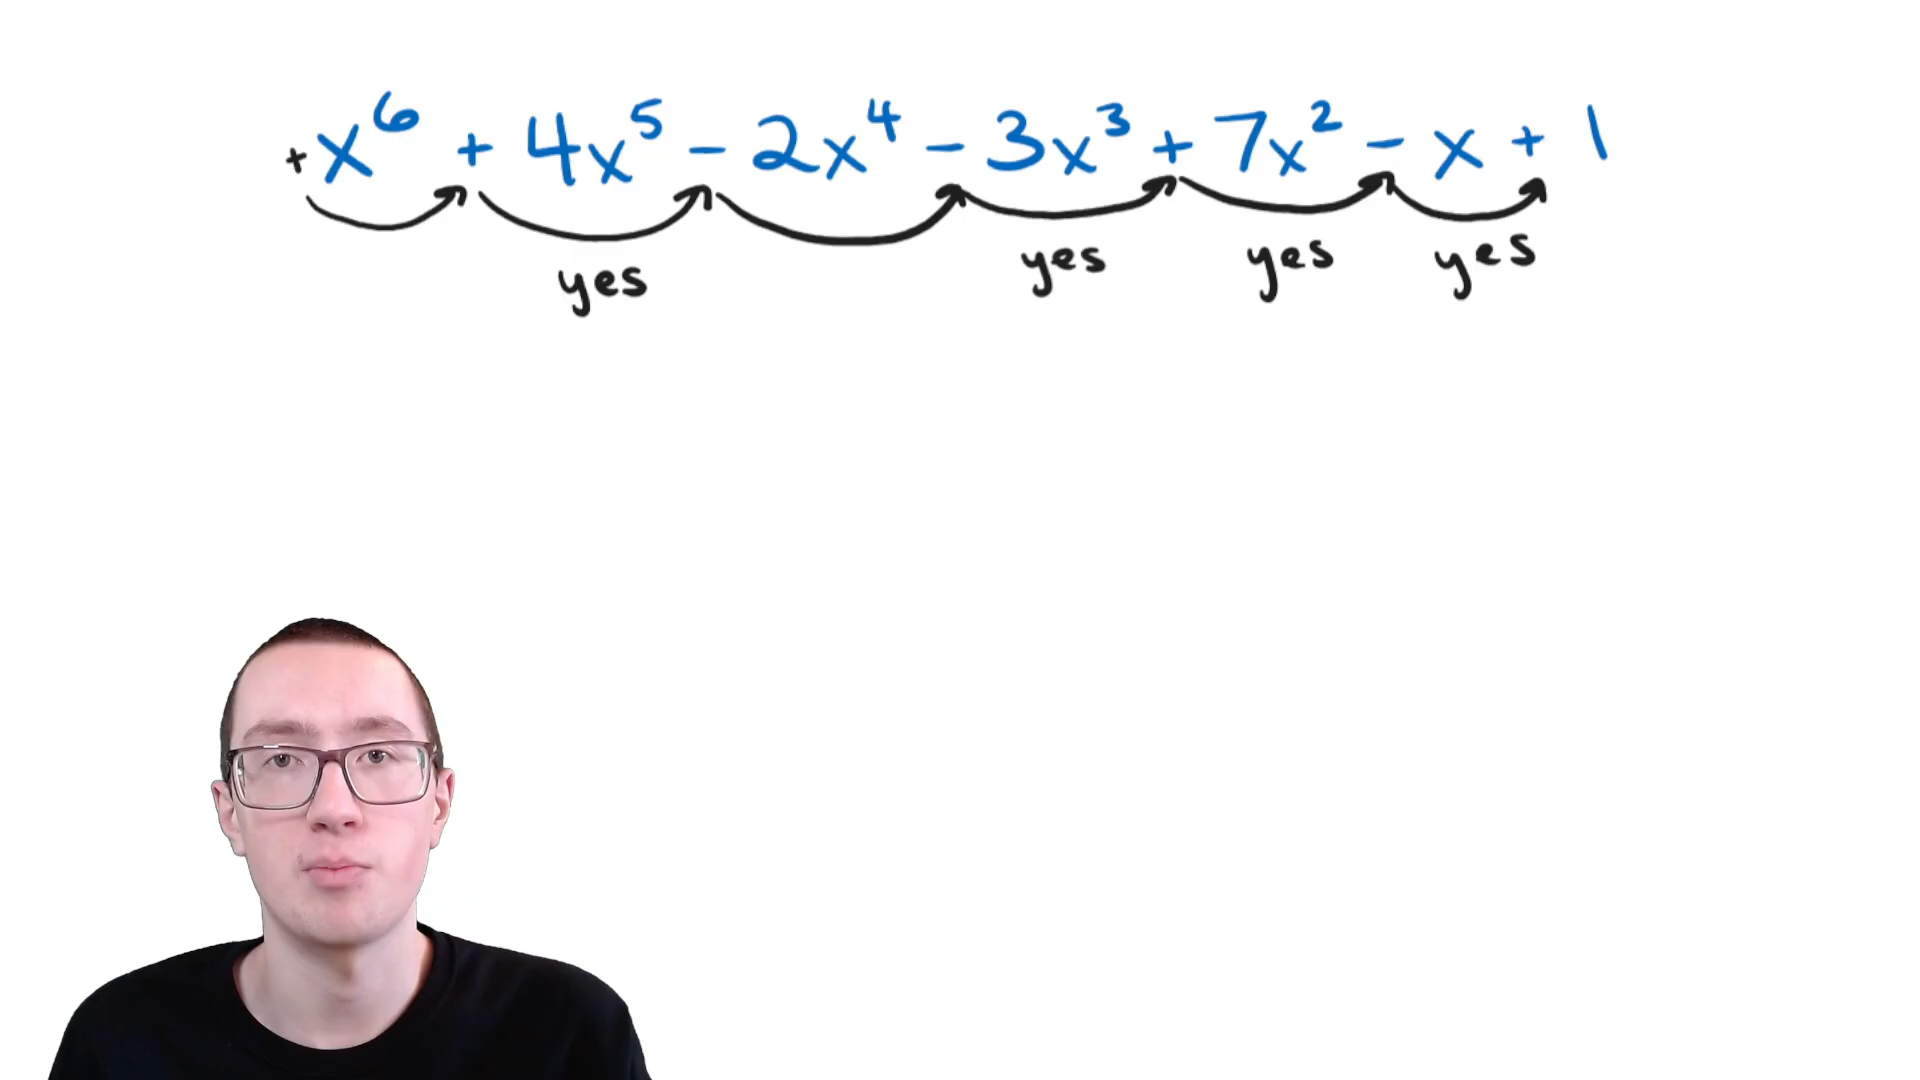 +x⁶ + 4x⁵ - 2x⁴ - 3x³ + 7x² - x + 1
yes yes yes yes